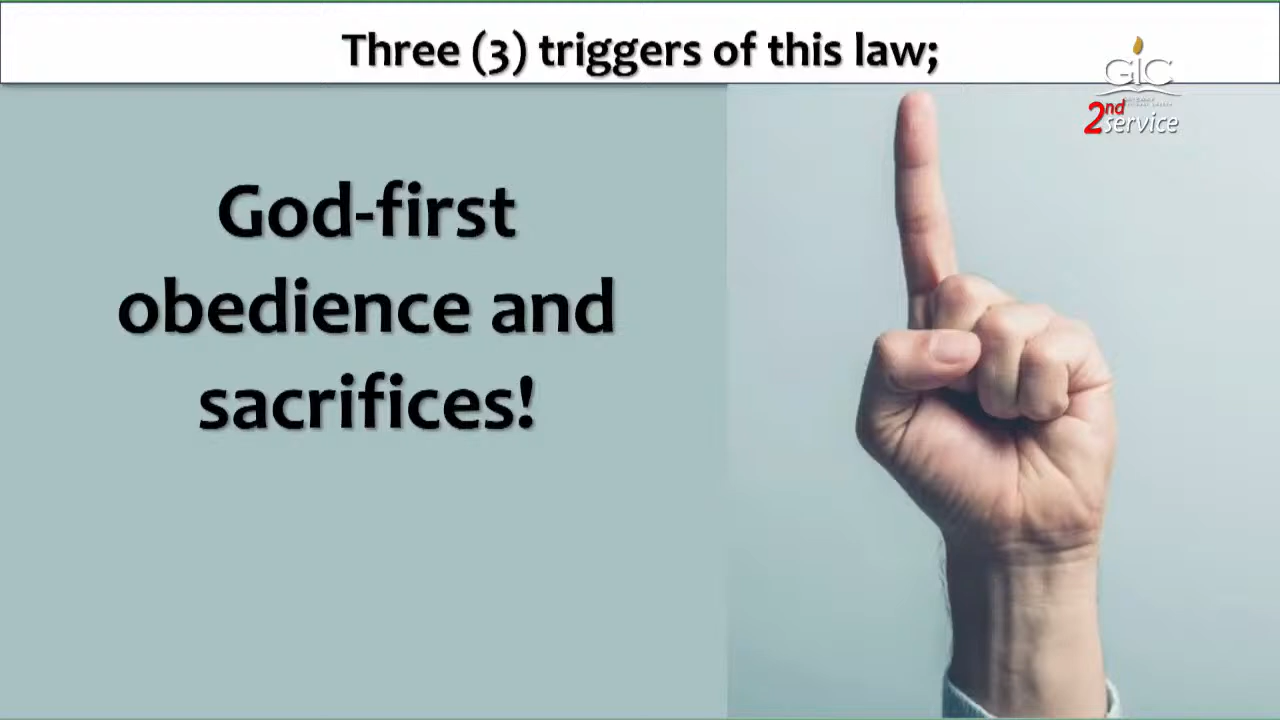 Three (3) triggers of this law;
GIC
2nd
service
God-first
obedience and
sacrifices!